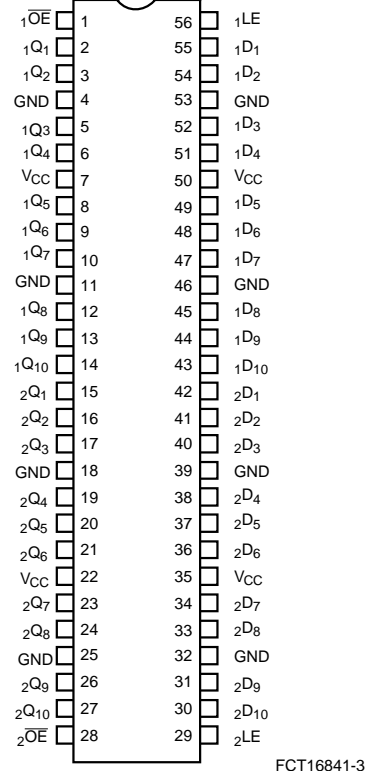 1OE 1 56 1LE
1Q1 2 55 1D1
1Q2 3 54 1D2
GND 4 53 GND
1Q3 5 52 1D3
1Q4 6 51 1D4
VCC 7 50 VCC
1Q5 8 49 1D5
1Q6 9 48 1D6
1Q7 10 47 1D7
GND 11 46 GND
1Q8 12 45 1D8
1Q9 13 44 1D9
1Q10 14 43 1D10
2Q1 15 42 2D1
2Q2 16 41 2D2
2Q3 17 40 2D3
GND 18 39 GND
2Q4 19 38 2D4
2Q5 20 37 2D5
2Q6 21 36 2D6
VCC 22 35 VCC
2Q7 23 34 2D7
2Q8 24 33 2D8
GND 25 32 GND
2Q9 26 31 2D9
2Q10 27 30 2D10
2OE 28 29 2LE
FCT16841-3